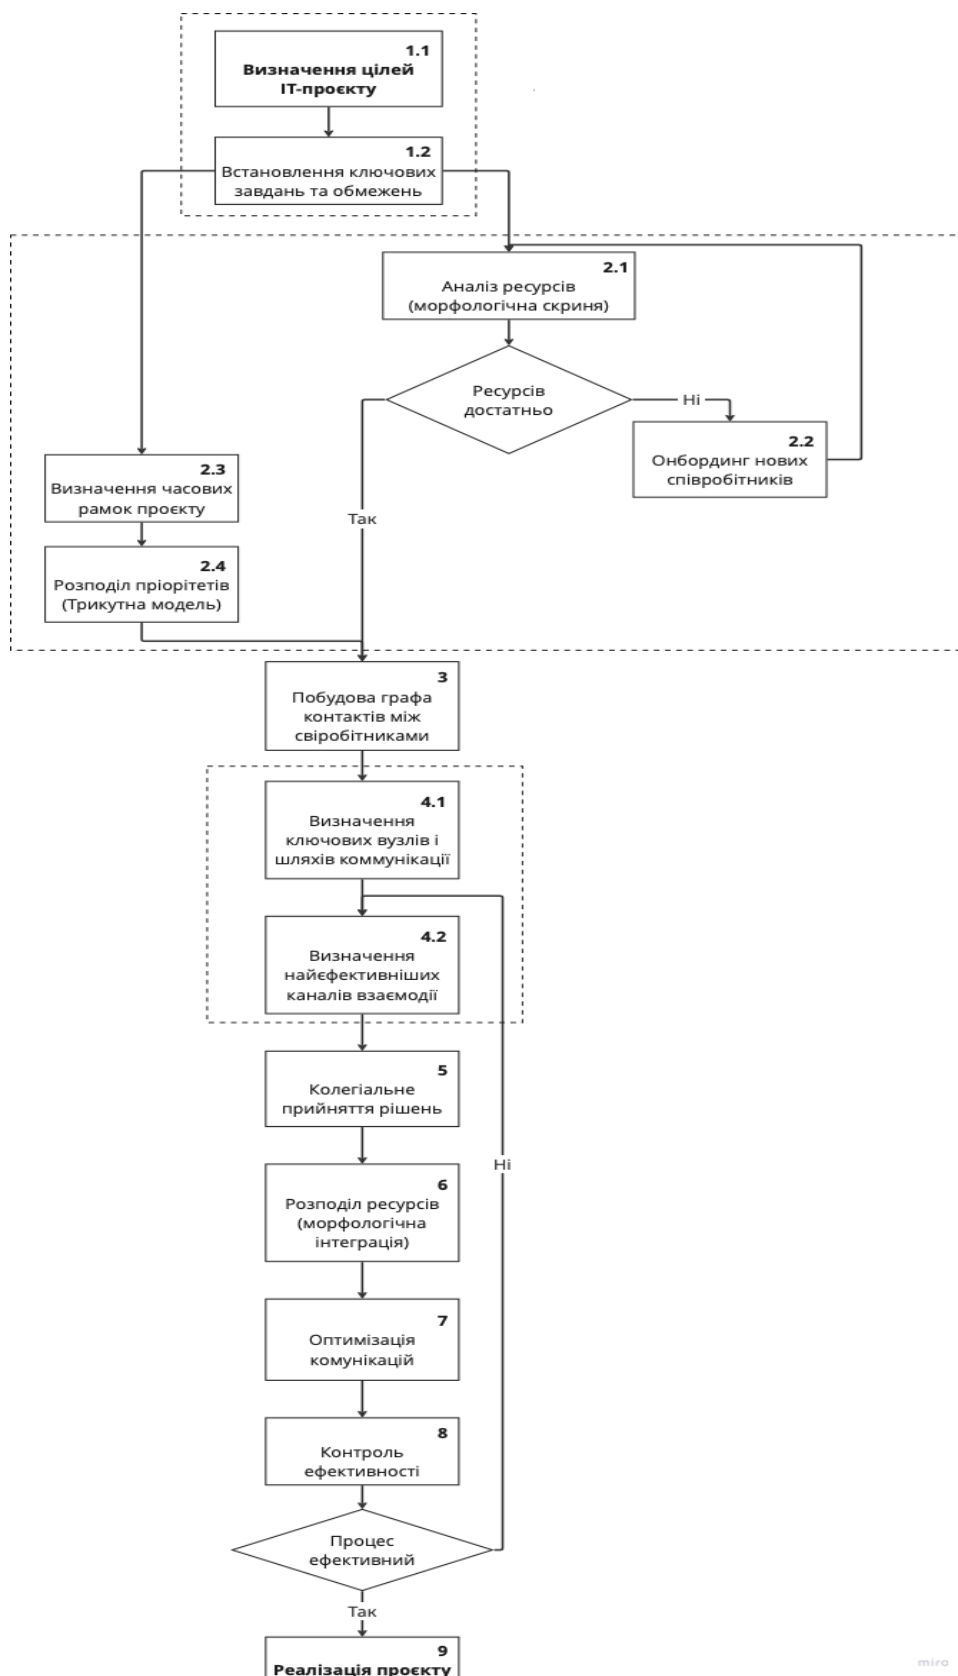 1.1
Визначення цілей
ІТ-проєкту
1.2
Встановлення ключових
завдань та обмежень
2.1
Аналіз ресурсів
(морфологічна скриня)
Ресурсів
достатньо
Ні
2.2
Онбординг нових
співробітників
2.3
Визначення часових
рамок проєкту
Так
2.4
Розподіл пріорітетів
(Трикутна модель)
3
Побудова графа
контактів між
свіробітниками
4.1
Визначення
ключових вузлів і
шляхів коммунікації
4.2
Визначення
найєфективніших
каналів взаємодії
5
Колегіальне
прийняття рішень
Ні
6
Розподіл ресурсів
(морфологічна
інтеграція)
7
Оптимізація
комунікацій
8
Контроль
ефективності
Процес
ефективний
Так
9
Реалізація проєкту
miro